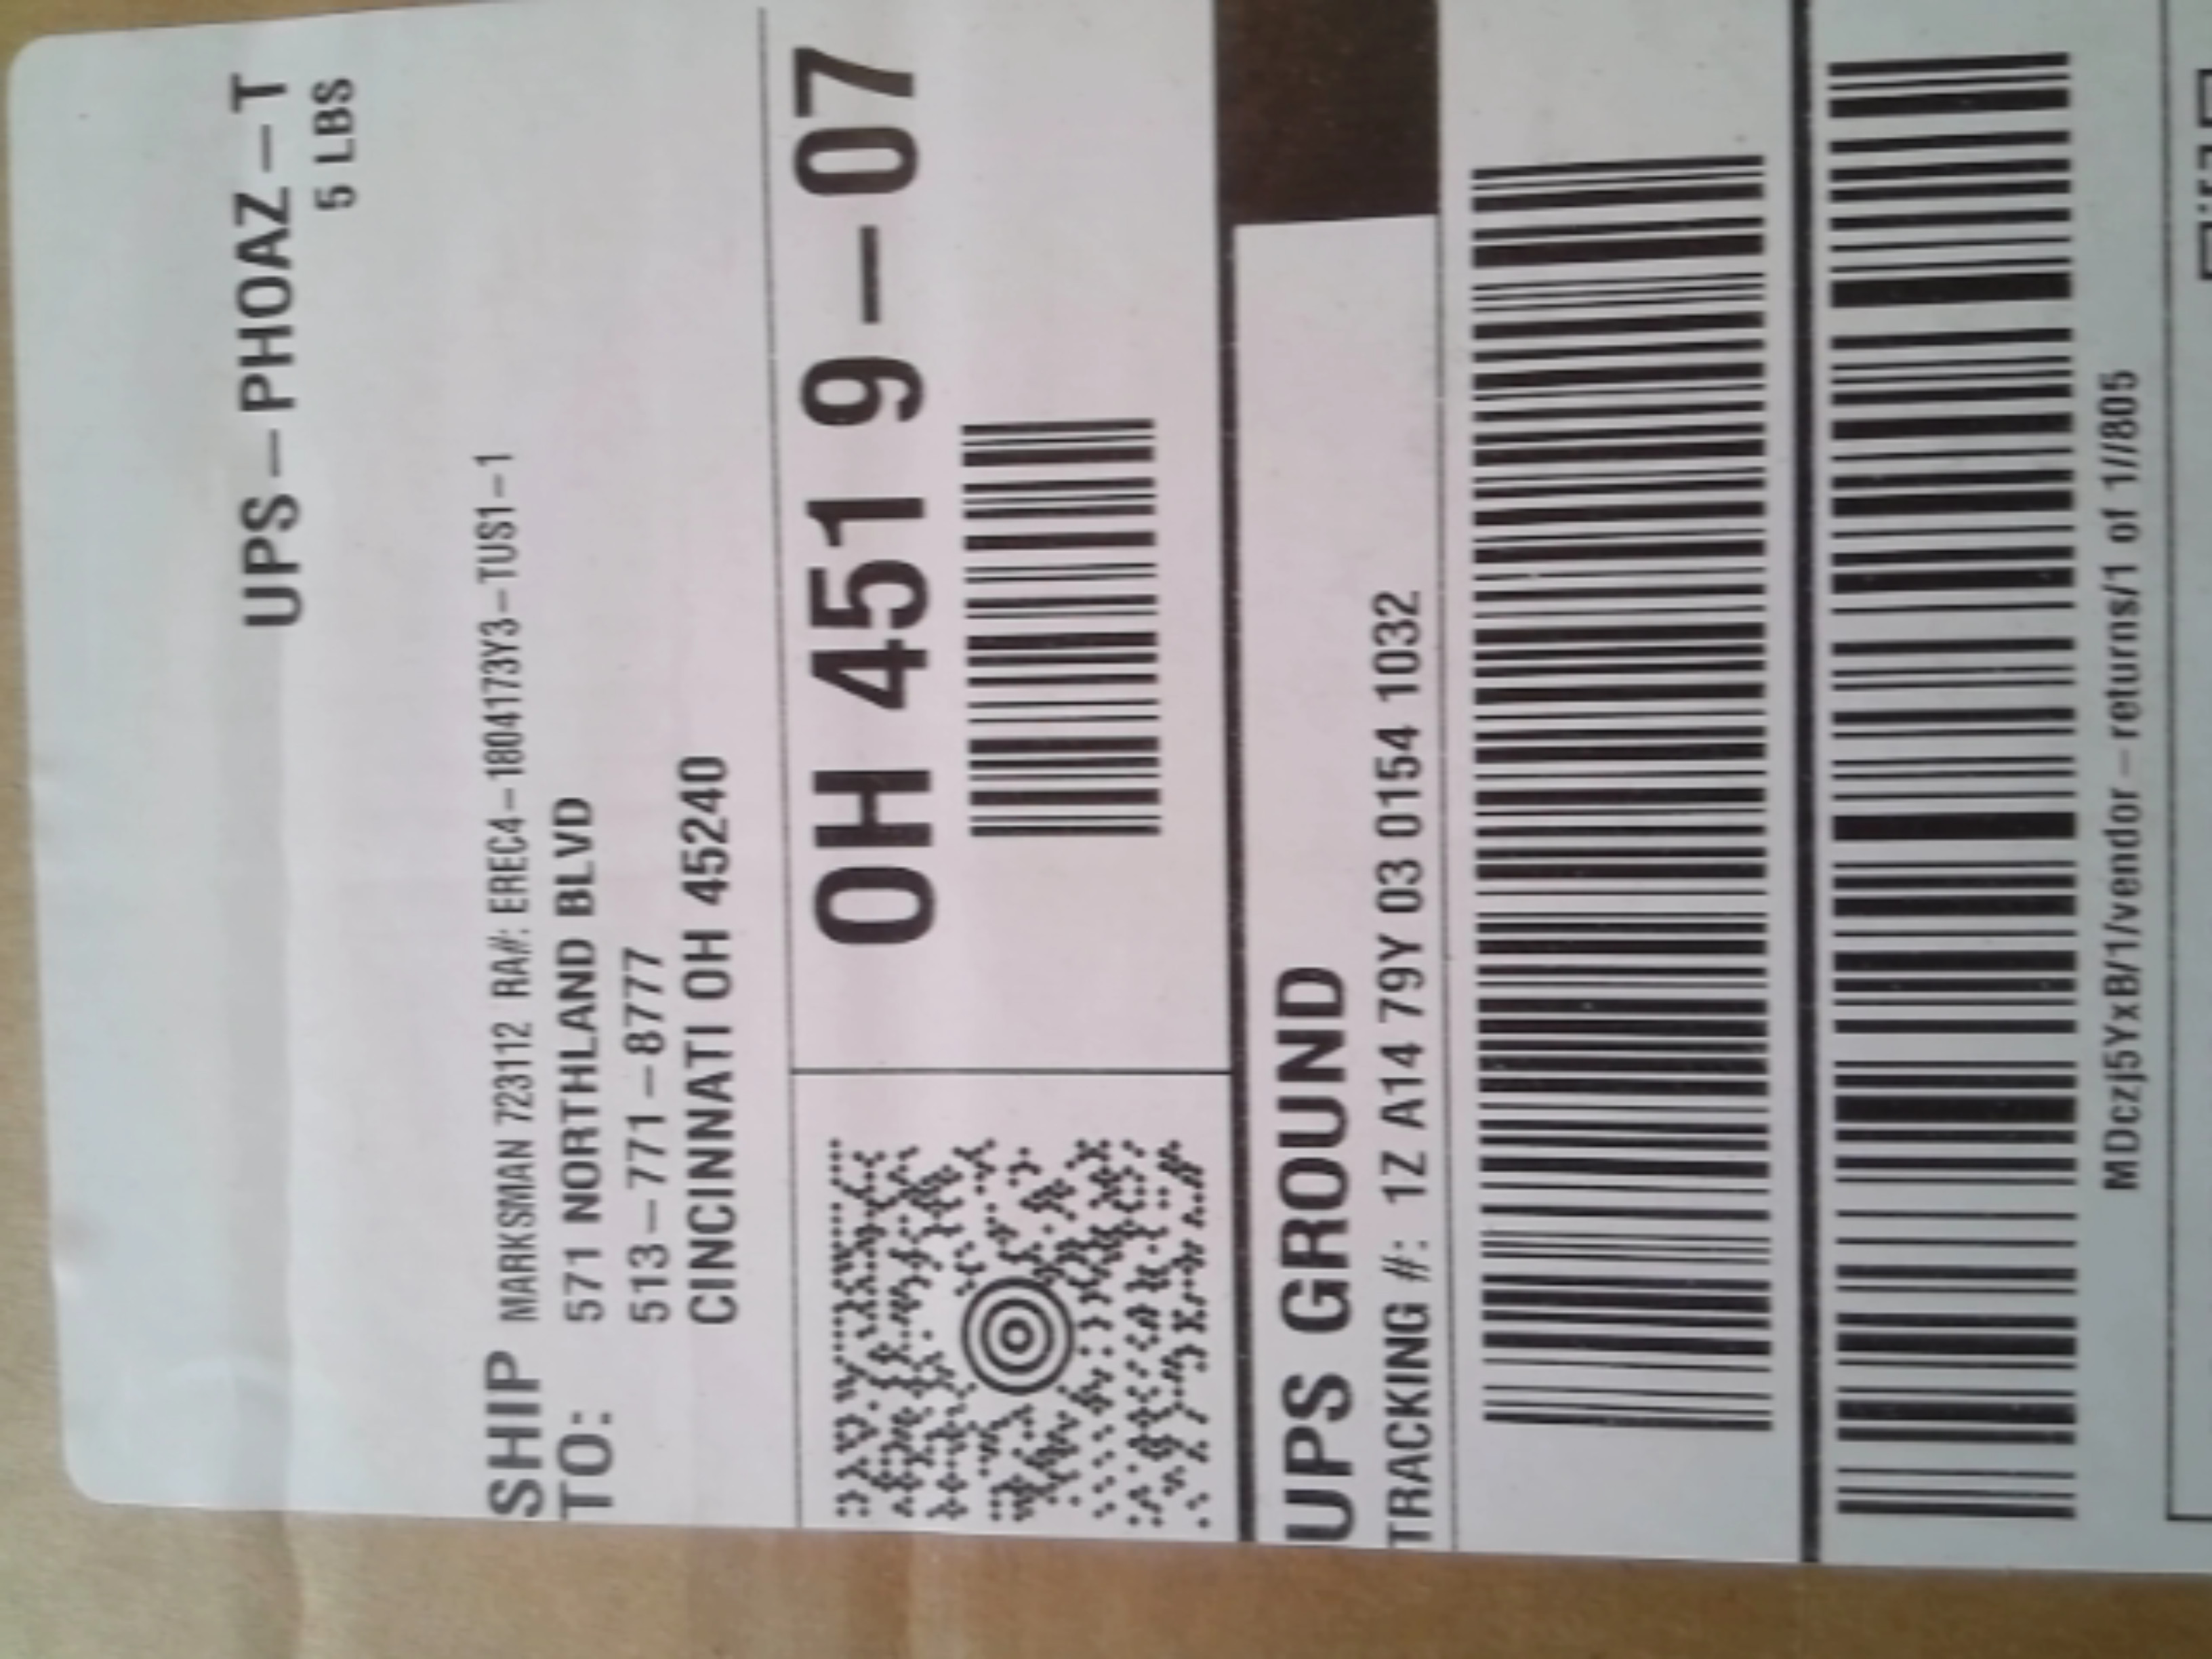 UPS-PHOAZ-T
5 LBS
SHIP TO:
MARKSMAN 723112 RA#: EREC4-1804173Y3-TUS1-1
571 NORTHLAND BLVD
513-771-8777
CINCINNATI OH 45240
OH 451 9-07
UPS GROUND
TRACKING #: 1Z A14 79Y 03 0154 1032
MDczj5YxB/1/vendor-returns/1 of 1//805